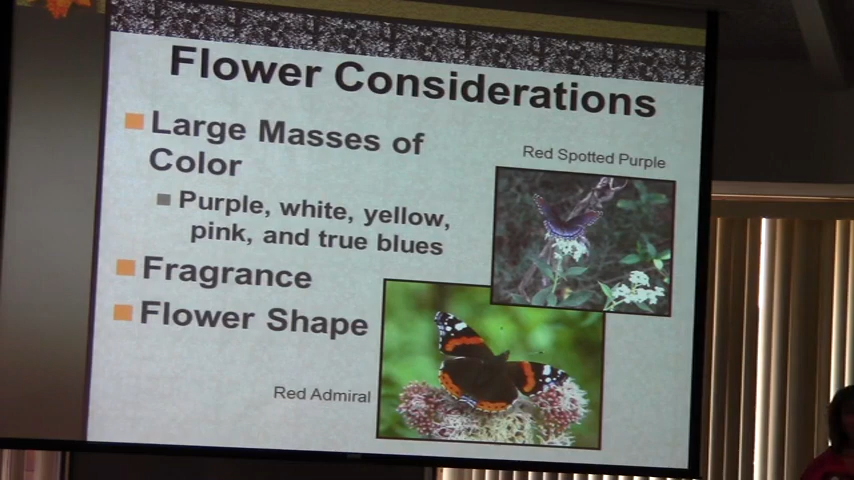 Flower Considerations
Large Masses of
Color
Purple, white, yellow,
pink, and true blues
Fragrance
Flower Shape
Red Spotted Purple
Red Admiral